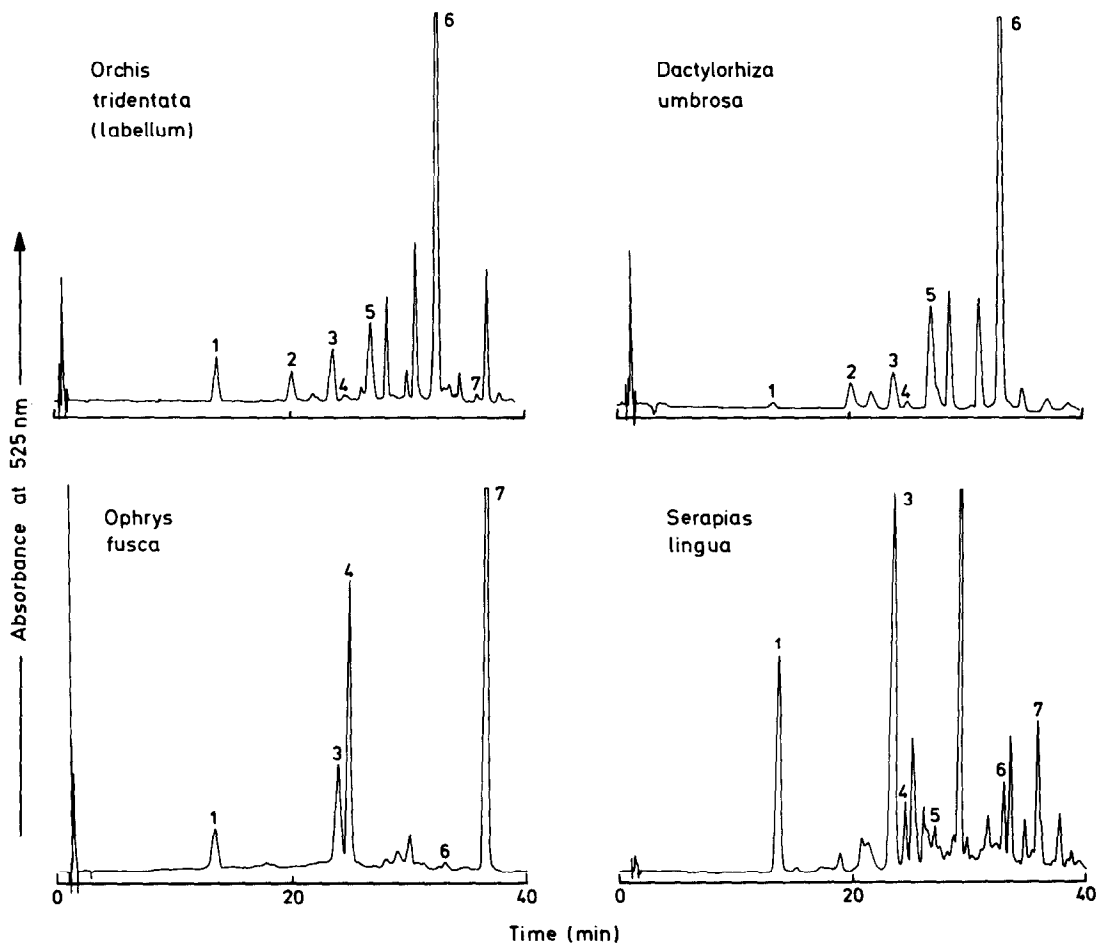 Orchis
tridentata
(labellum)
1
2
3
4
5
6
7
Dactylorhiza
umbrosa
1
2
3
4
5
6
Absorbance at 525 nm
Ophrys
fusca
1
3
4
6
7
0
20
40
Serapias
lingua
1
3
4
5
6
7
0
20
40
Time (min)